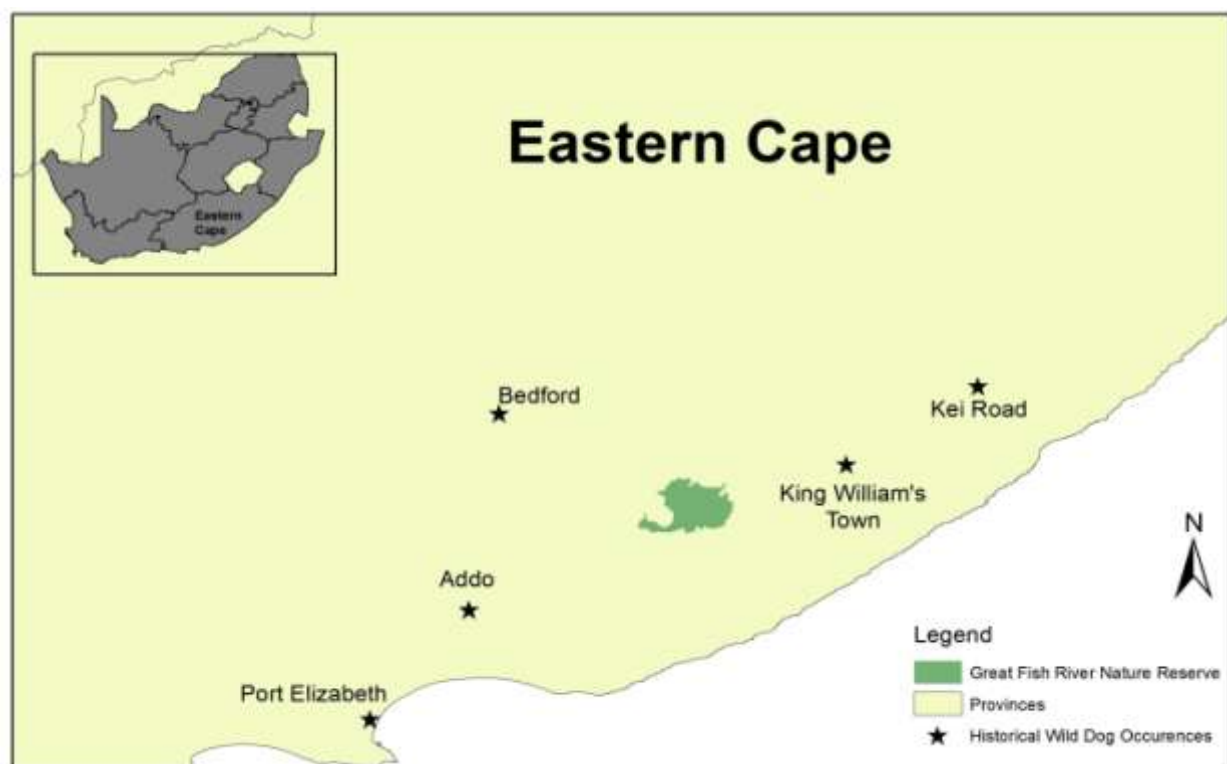 Eastern Cape
Eastern
Cape
Bedford
Kei Road
King William's
Town
Addo
Port Elizabeth
N
Legend
Great Fish River Nature Reserve
Provinces
Historical Wild Dog Occurences